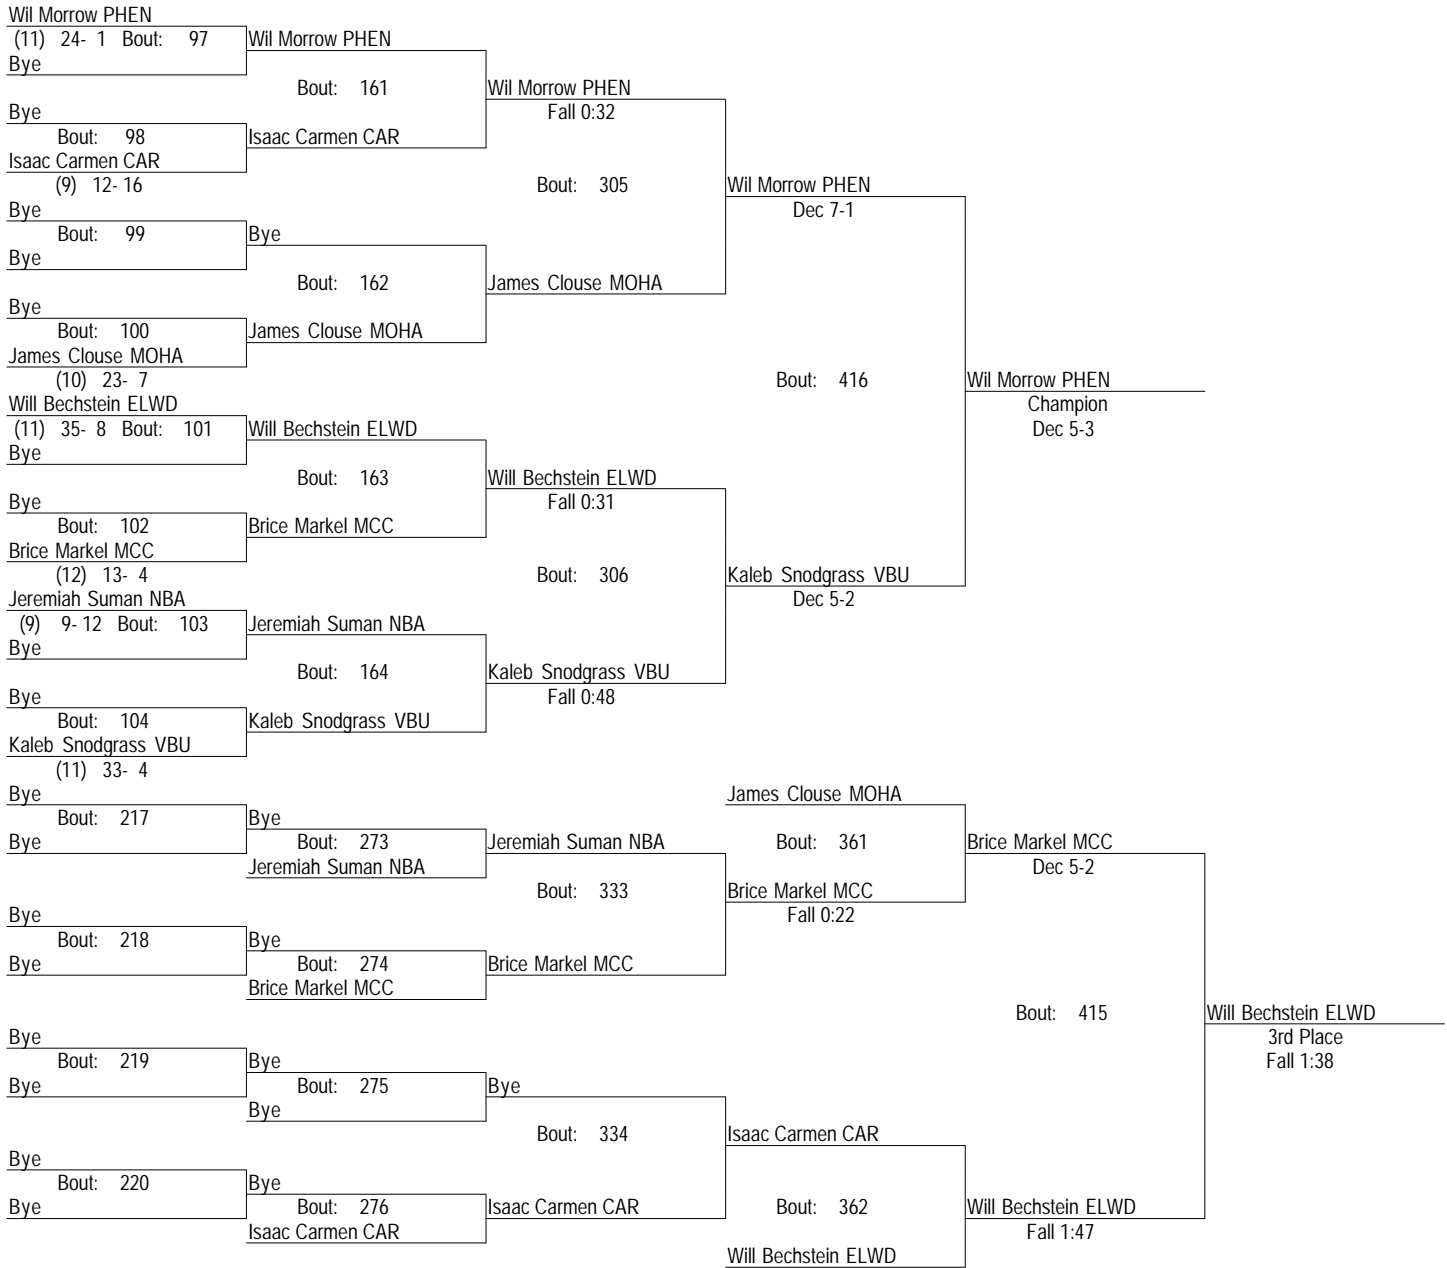 Wil Morrow PHEN
(11) 24- 1 Bout: 97 Wil Morrow PHEN
Bye
Bout: 161 Wil Morrow PHEN
Bye Fall 0:32
Bout: 98 Isaac Carmen CAR
Isaac Carmen CAR
(9) 12- 16 Bout: 305 Wil Morrow PHEN
Bye Dec 7-1
Bout: 99 Bye
Bye
Bout: 162 James Clouse MOHA
Bye
Bout: 100 James Clouse MOHA
James Clouse MOHA
(10) 23- 7 Bout: 416 Wil Morrow PHEN
Will Bechstein ELWD Champion
(11) 35- 8 Bout: 101 Will Bechstein ELWD Dec 5-3
Bye
Bout: 163 Will Bechstein ELWD
Bye Fall 0:31
Bout: 102 Brice Markel MCC
Brice Markel MCC
(12) 13- 4 Bout: 306 Kaleb Snodgrass VBU
Jeremiah Suman NBA Dec 5-2
(9) 9- 12 Bout: 103 Jeremiah Suman NBA
Bye
Bout: 164 Kaleb Snodgrass VBU
Bye Fall 0:48
Bout: 104 Kaleb Snodgrass VBU
Kaleb Snodgrass VBU
(11) 33- 4
Bye James Clouse MOHA
Bout: 217 Bye
Bye Bout: 273 Jeremiah Suman NBA Bout: 361 Brice Markel MCC
Jeremiah Suman NBA Dec 5-2
Bout: 333 Brice Markel MCC
Bye Fall 0:22
Bout: 218 Bye
Bye Bout: 274 Brice Markel MCC
Brice Markel MCC
Bout: 415 Will Bechstein ELWD
Bye 3rd Place
Bout: 219 Bye Fall 1:38
Bye Bout: 275 Bye
Bye
Bout: 334 Isaac Carmen CAR
Bye
Bout: 220 Bye
Bye Bout: 276 Isaac Carmen CAR Bout: 362 Will Bechstein ELWD
Isaac Carmen CAR Fall 1:47
Will Bechstein ELWD